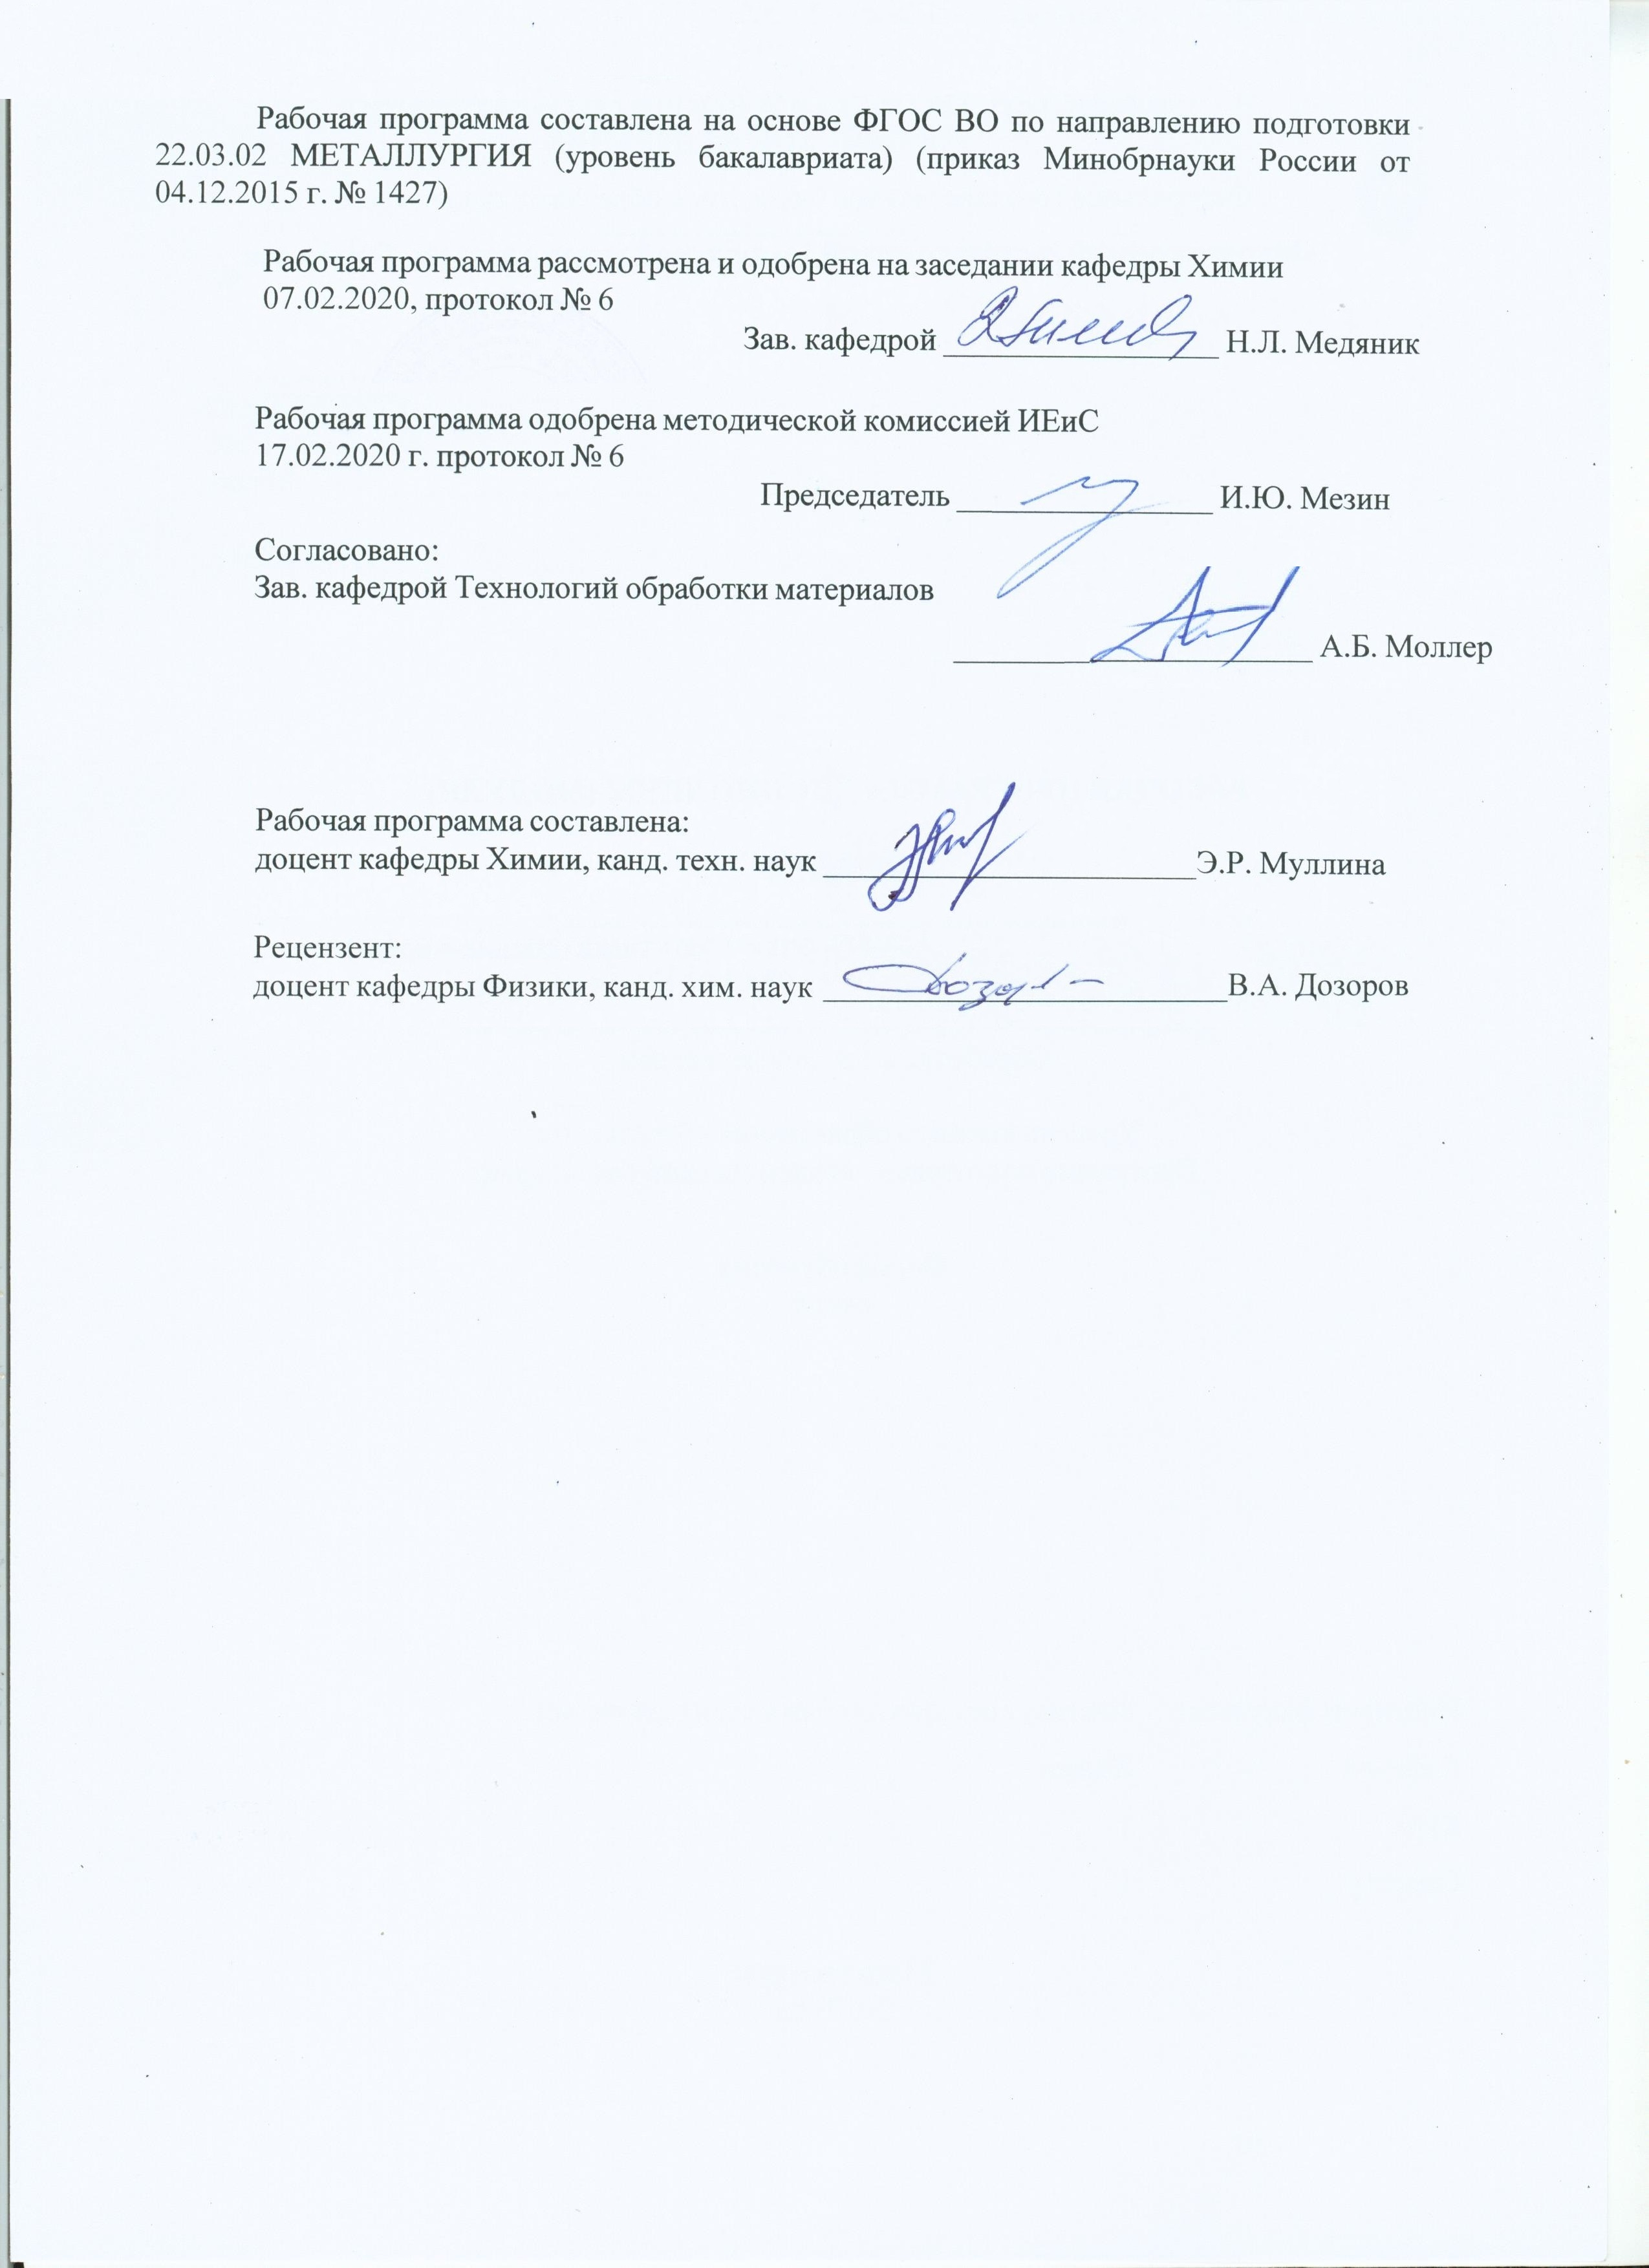 Рабочая программа составлена на основе ФГОС ВО по направлению подготовки
22.03.02 МЕТАЛЛУРГИЯ (уровень бакалавриата) (приказ Минобрнауки России от
04.12.2015 г. № 1427)
Рабочая программа рассмотрена и одобрена на заседании кафедры Химии
07.02.2020, протокол № 6
Зав. кафедрой Н.Л. Медяник
Рабочая программа одобрена методической комиссией ИЕиС
17.02.2020 г. протокол № 6
Председатель И.Ю. Мезин
Согласовано:
Зав. кафедрой Технологий обработки материалов
А.Б. Моллер
Рабочая программа составлена:
доцент кафедры Химии, канд. техн. наук Э.Р. Муллина
Рецензент:
доцент кафедры Физики, канд. хим. наук В.А. Дозоров